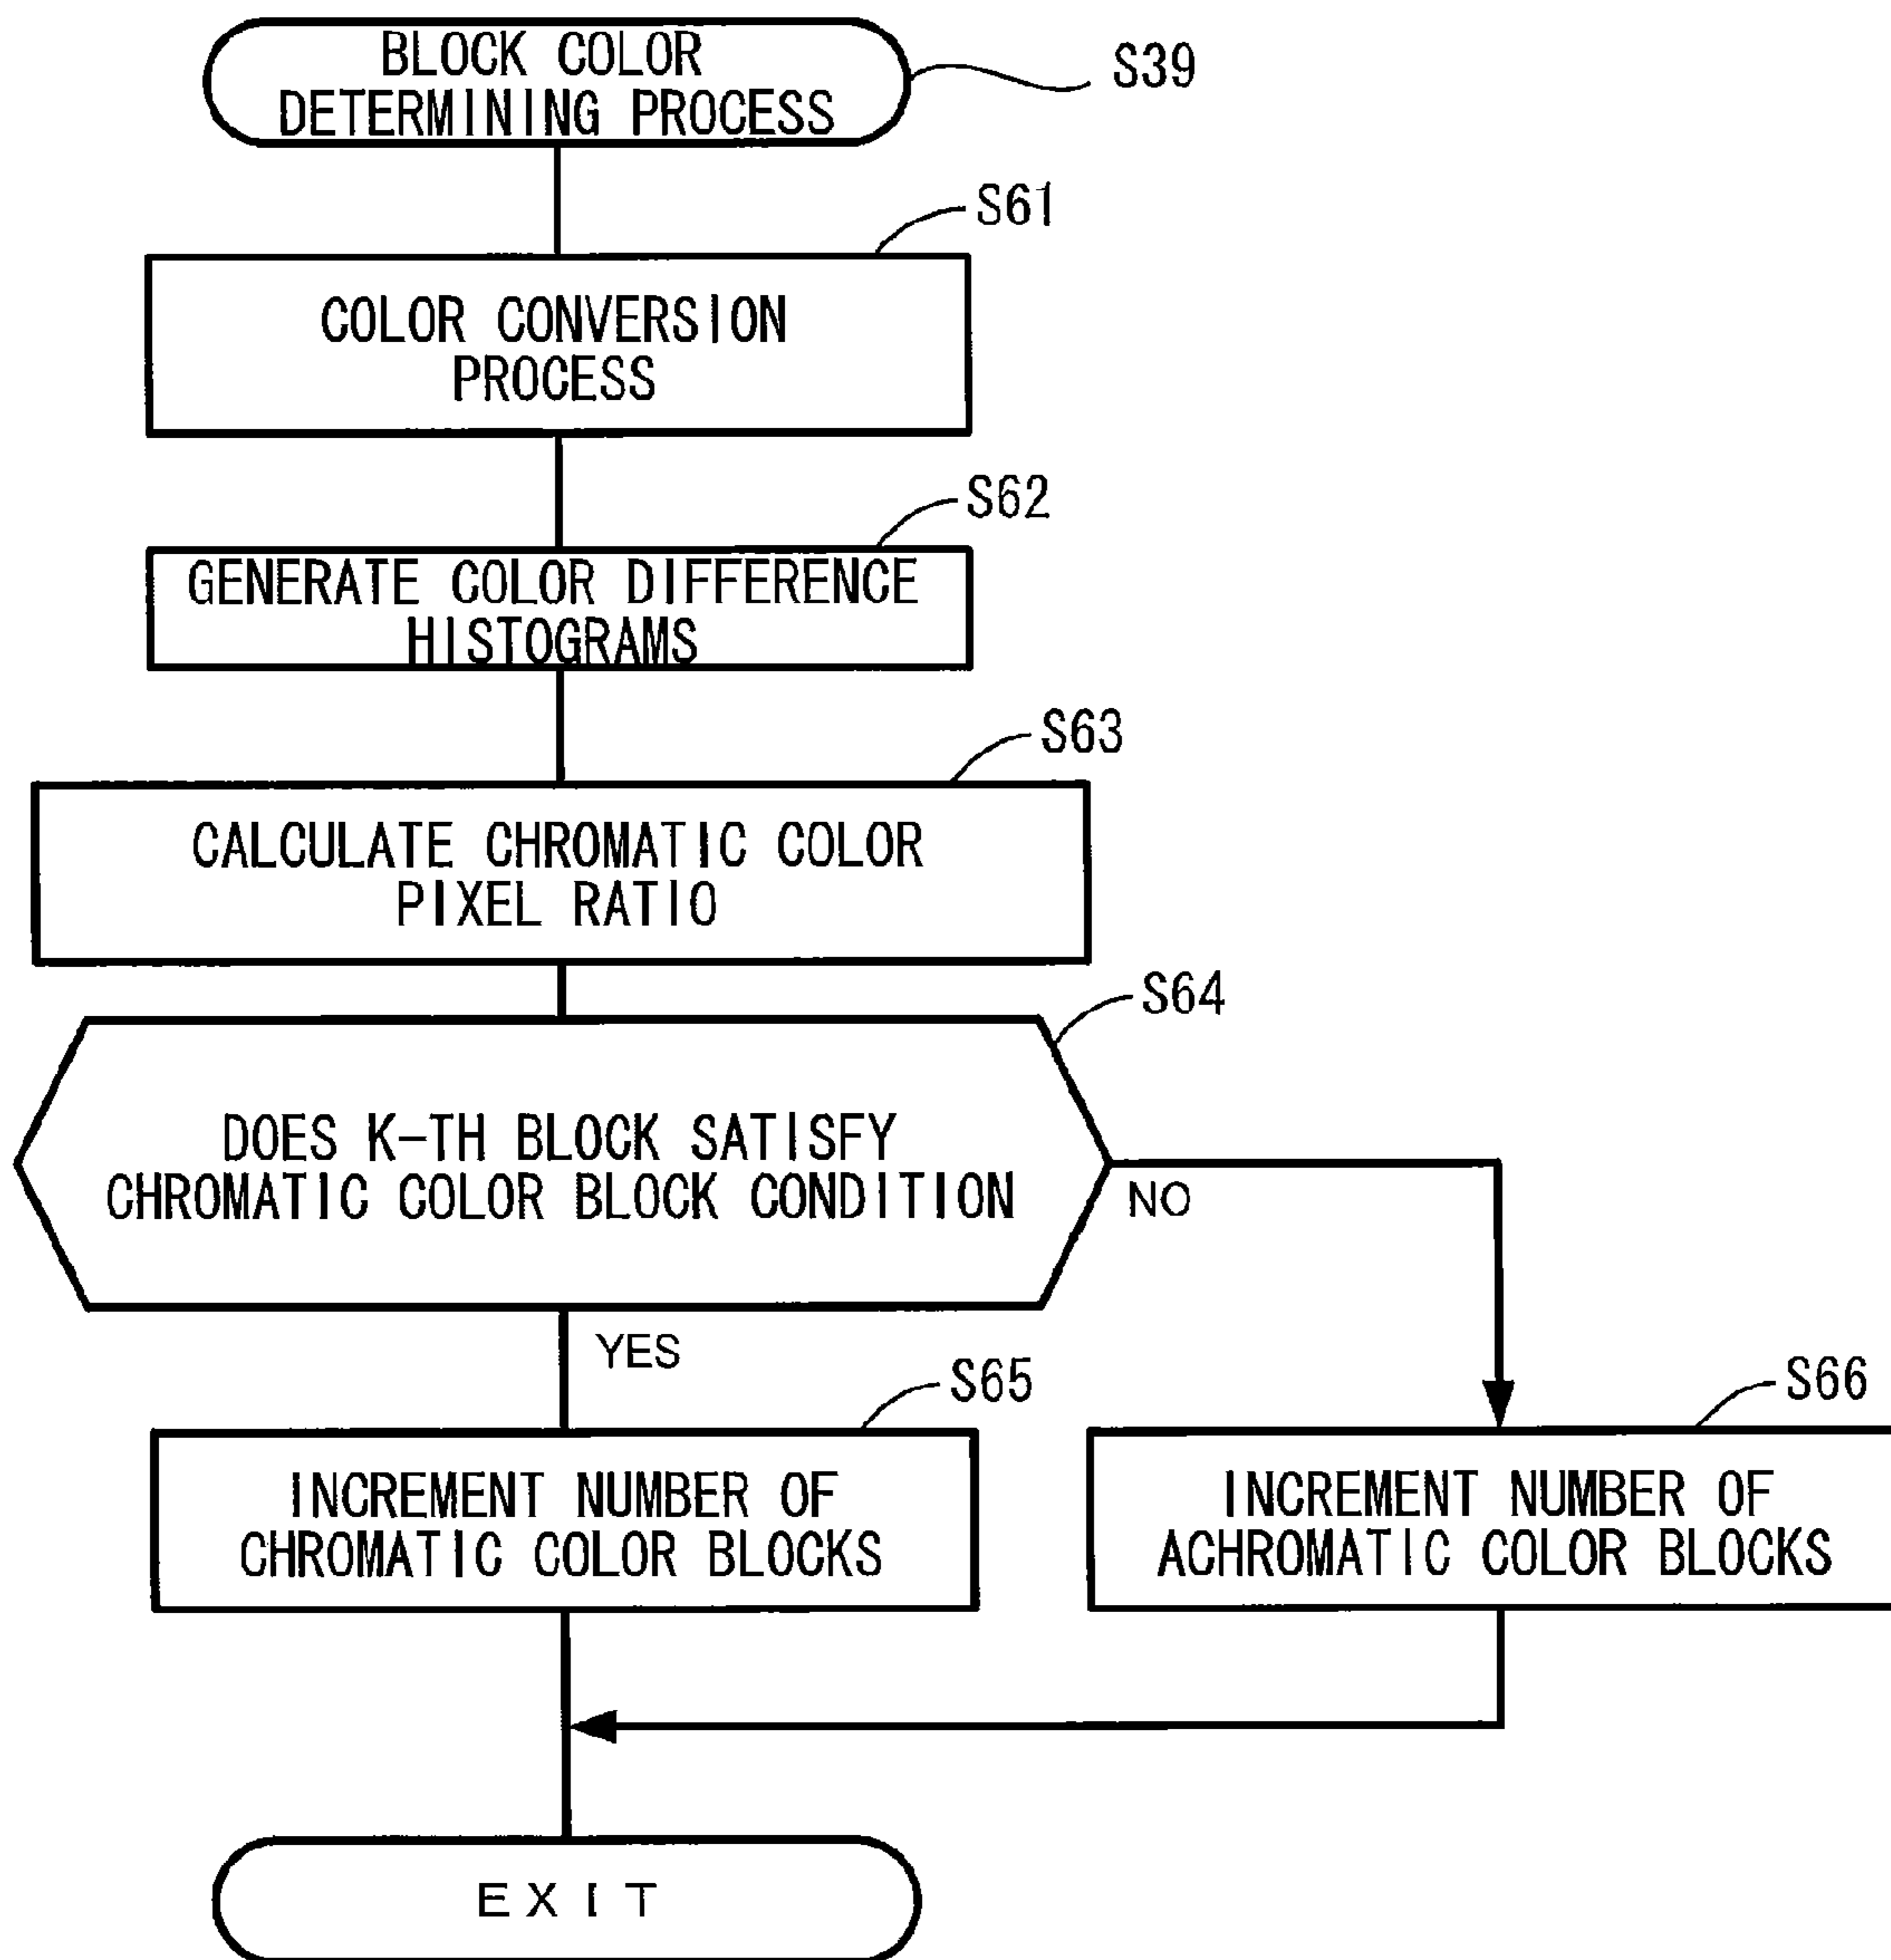 BLOCK COLOR
DETERMINING PROCESS
S39
S61
COLOR CONVERSION
PROCESS
S62
GENERATE COLOR DIFFERENCE
HISTOGRAMS
S63
CALCULATE CHROMATIC COLOR
PIXEL RATIO
S64
DOES K-TH BLOCK SATISFY
CHROMATIC COLOR BLOCK CONDITION
NO
YES
S65
S66
INCREMENT NUMBER OF
CHROMATIC COLOR BLOCKS
INCREMENT NUMBER OF
ACHROMATIC COLOR BLOCKS
EXIT